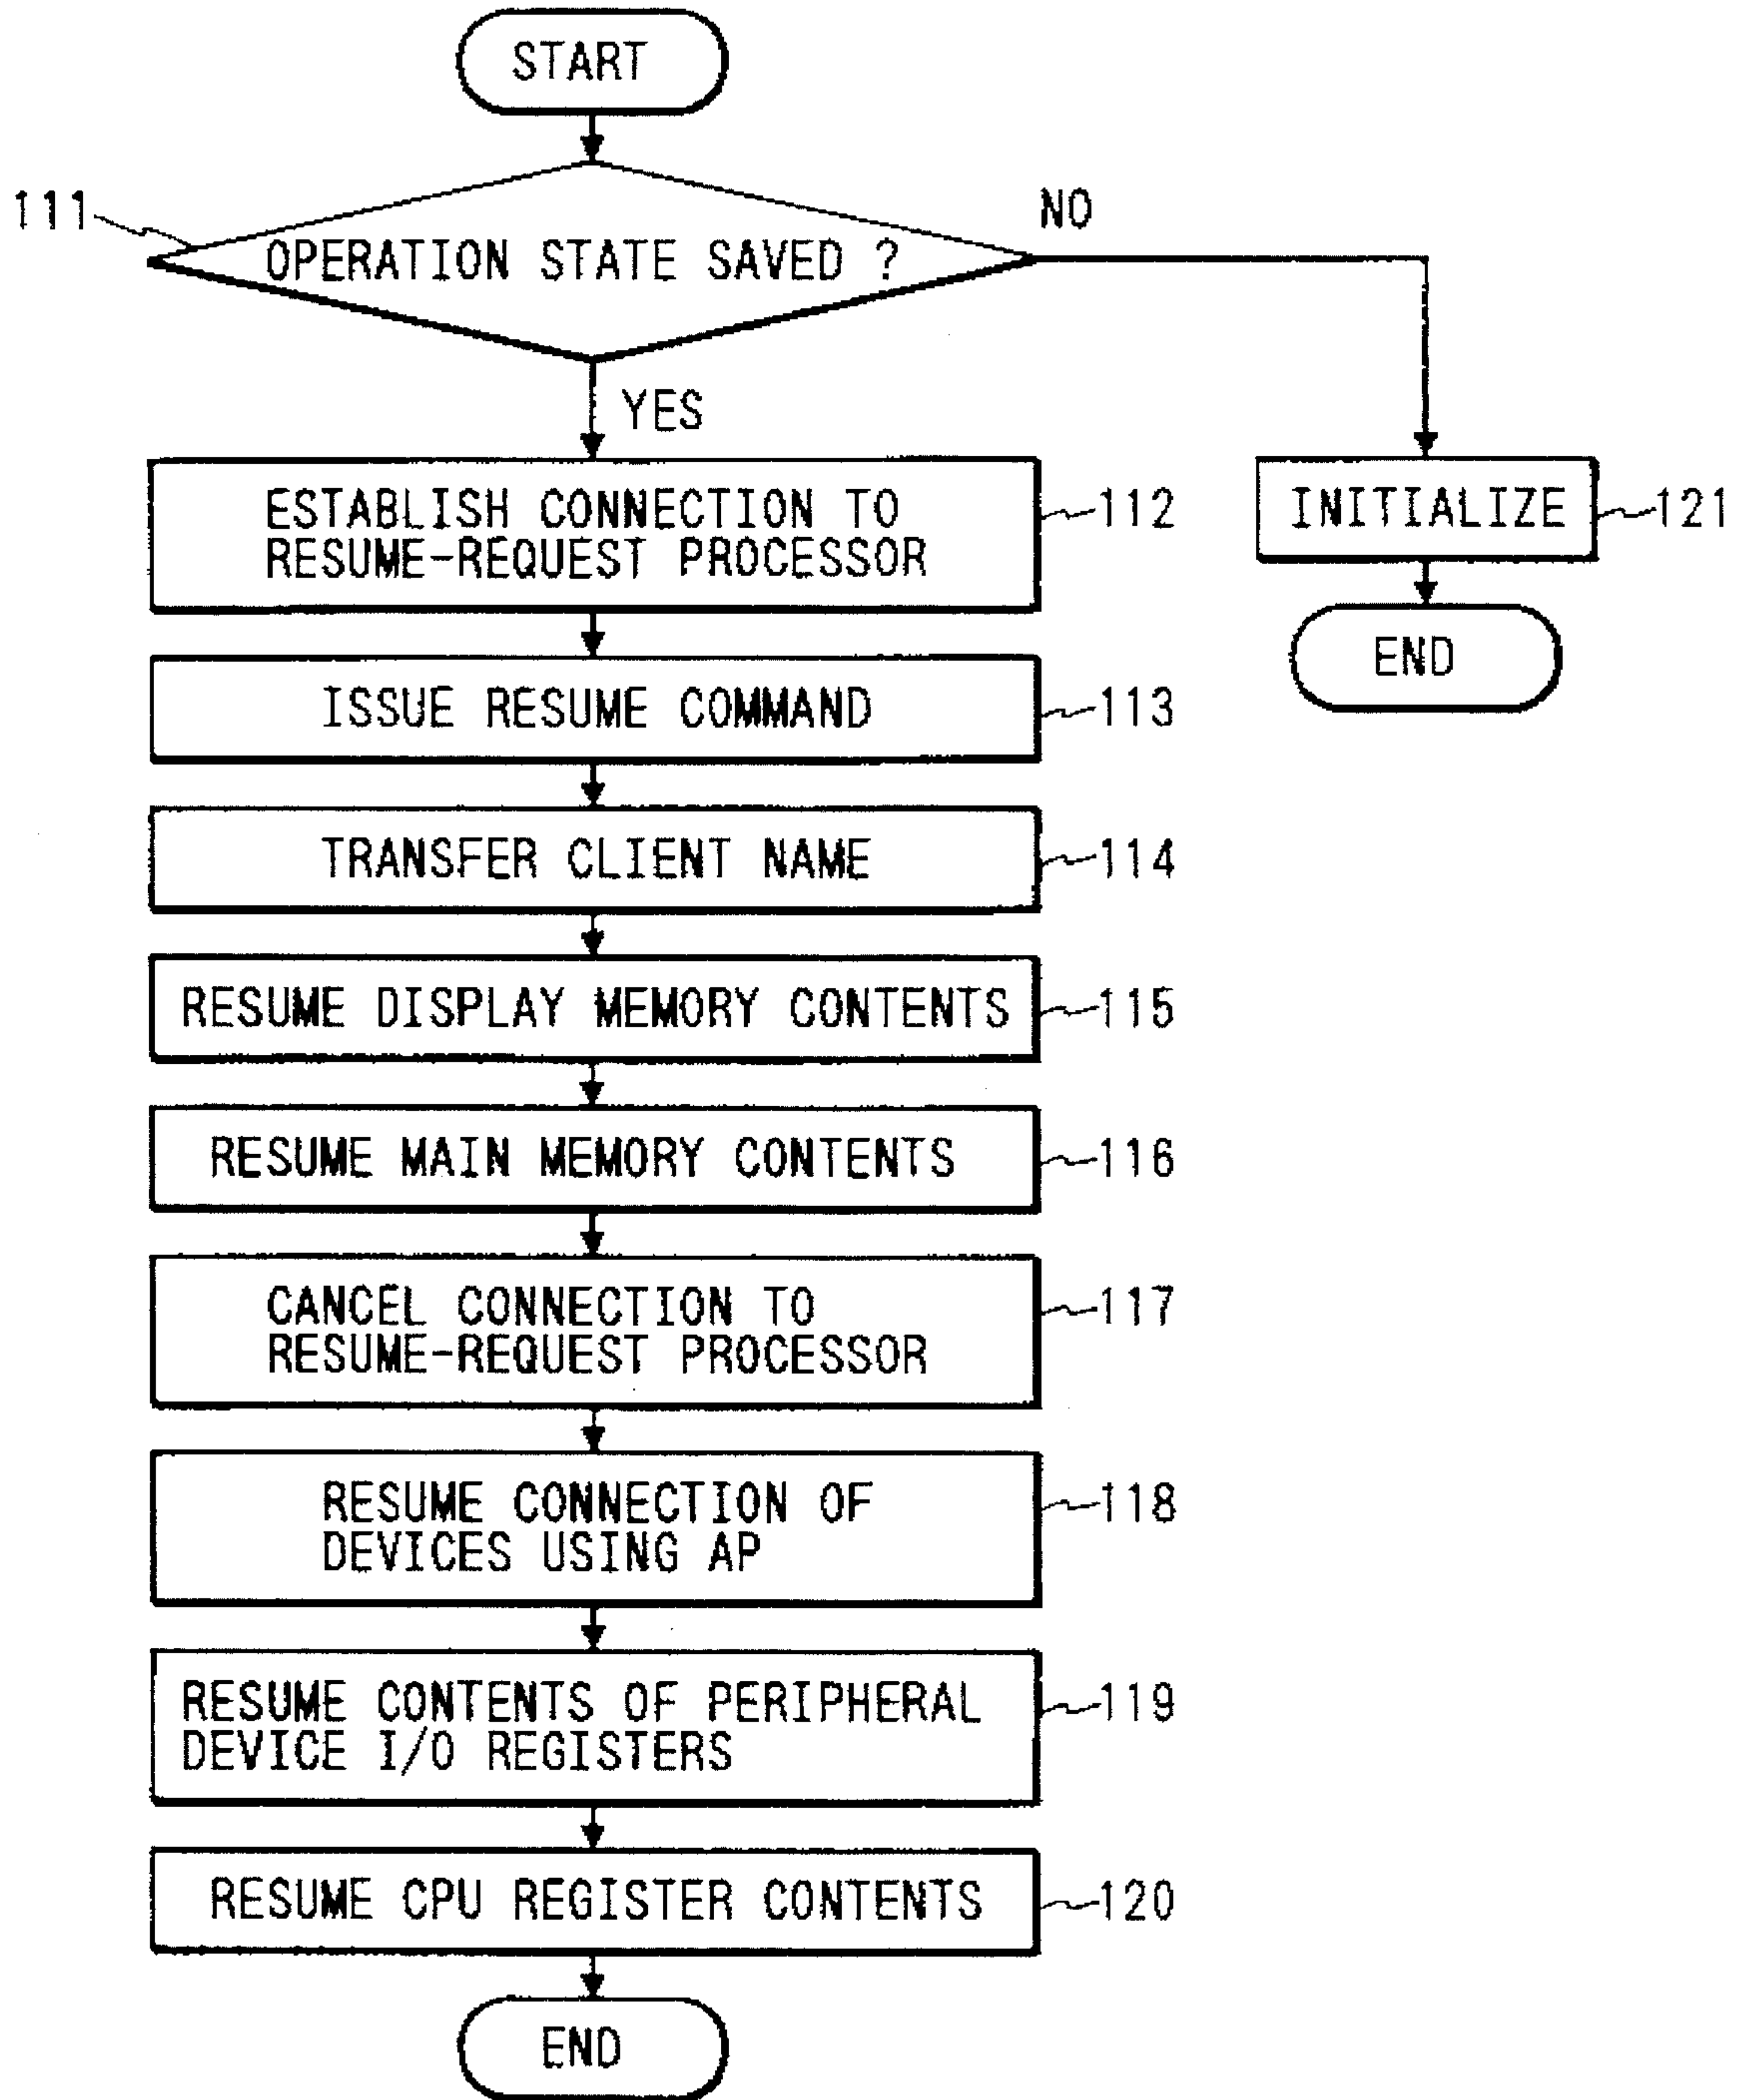 START
111
OPERATION STATE SAVED ?
NO
YES
ESTABLISH CONNECTION TO
RESUME-REQUEST PROCESSOR
112
INITIALIZE
121
END
ISSUE RESUME COMMAND
113
TRANSFER CLIENT NAME
114
RESUME DISPLAY MEMORY CONTENTS
115
RESUME MAIN MEMORY CONTENTS
116
CANCEL CONNECTION TO
RESUME-REQUEST PROCESSOR
117
RESUME CONNECTION OF
DEVICES USING AP
118
RESUME CONTENTS OF PERIPHERAL
DEVICE I/O REGISTERS
119
RESUME CPU REGISTER CONTENTS
120
END